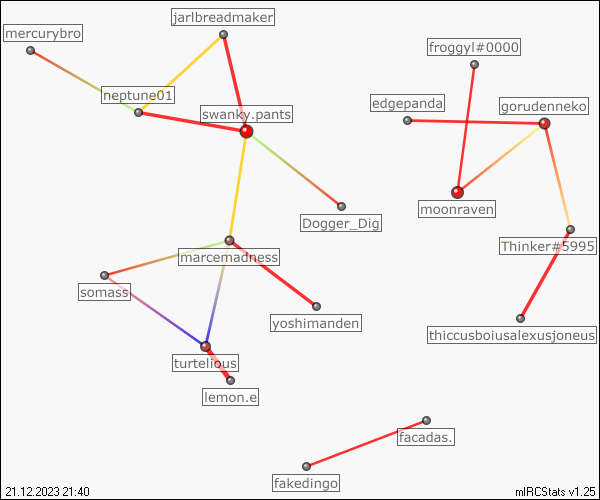 jarlbreadmaker
mercurybro
froggyl#0000
neptune01
edgepanda
gorudenneko
swanky.pants
moonraven
Dogger_Dig
Thinker#5995
marcemadness
somass
yoshimanden
thiccusboiusalexusjoneus
turtelious
lemon.e
facadas.
fakedingo
21.12.2023 21:40
mIRCStats v1.25